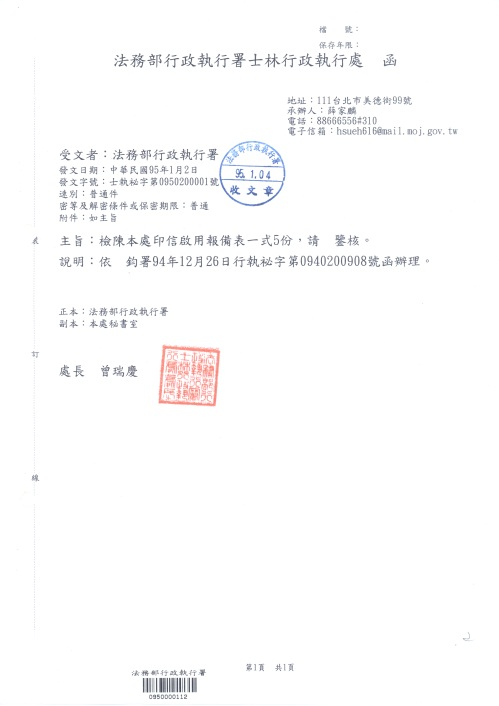 檔　　號：
保存年限：
法務部行政執行署士林行政執行處　函
地址：111台北市美德街99號
承辦人：薛家麟
電話：88666556#310
電子信箱：hsueh616@mail.moj.gov.tw
受文者：法務部行政執行署
發文日期：中華民國95年1月2日
發文字號：士執秘字第0950200001號
速別：普通件
密等及解密條件或保密期限：普通
附件：如主旨
法務部行政執行署
95. 1. 04
收文章
主旨：檢陳本處印信啟用報備表一式5份，請　鑒核。
說明：依　鈞署94年12月26日行執祕字第0940200908號函辦理。
正本：法務部行政執行署
副本：本處秘書室
訂
處長　曾瑞慶
線
2
第1頁　共1頁
法務部行政執行署
0950000112